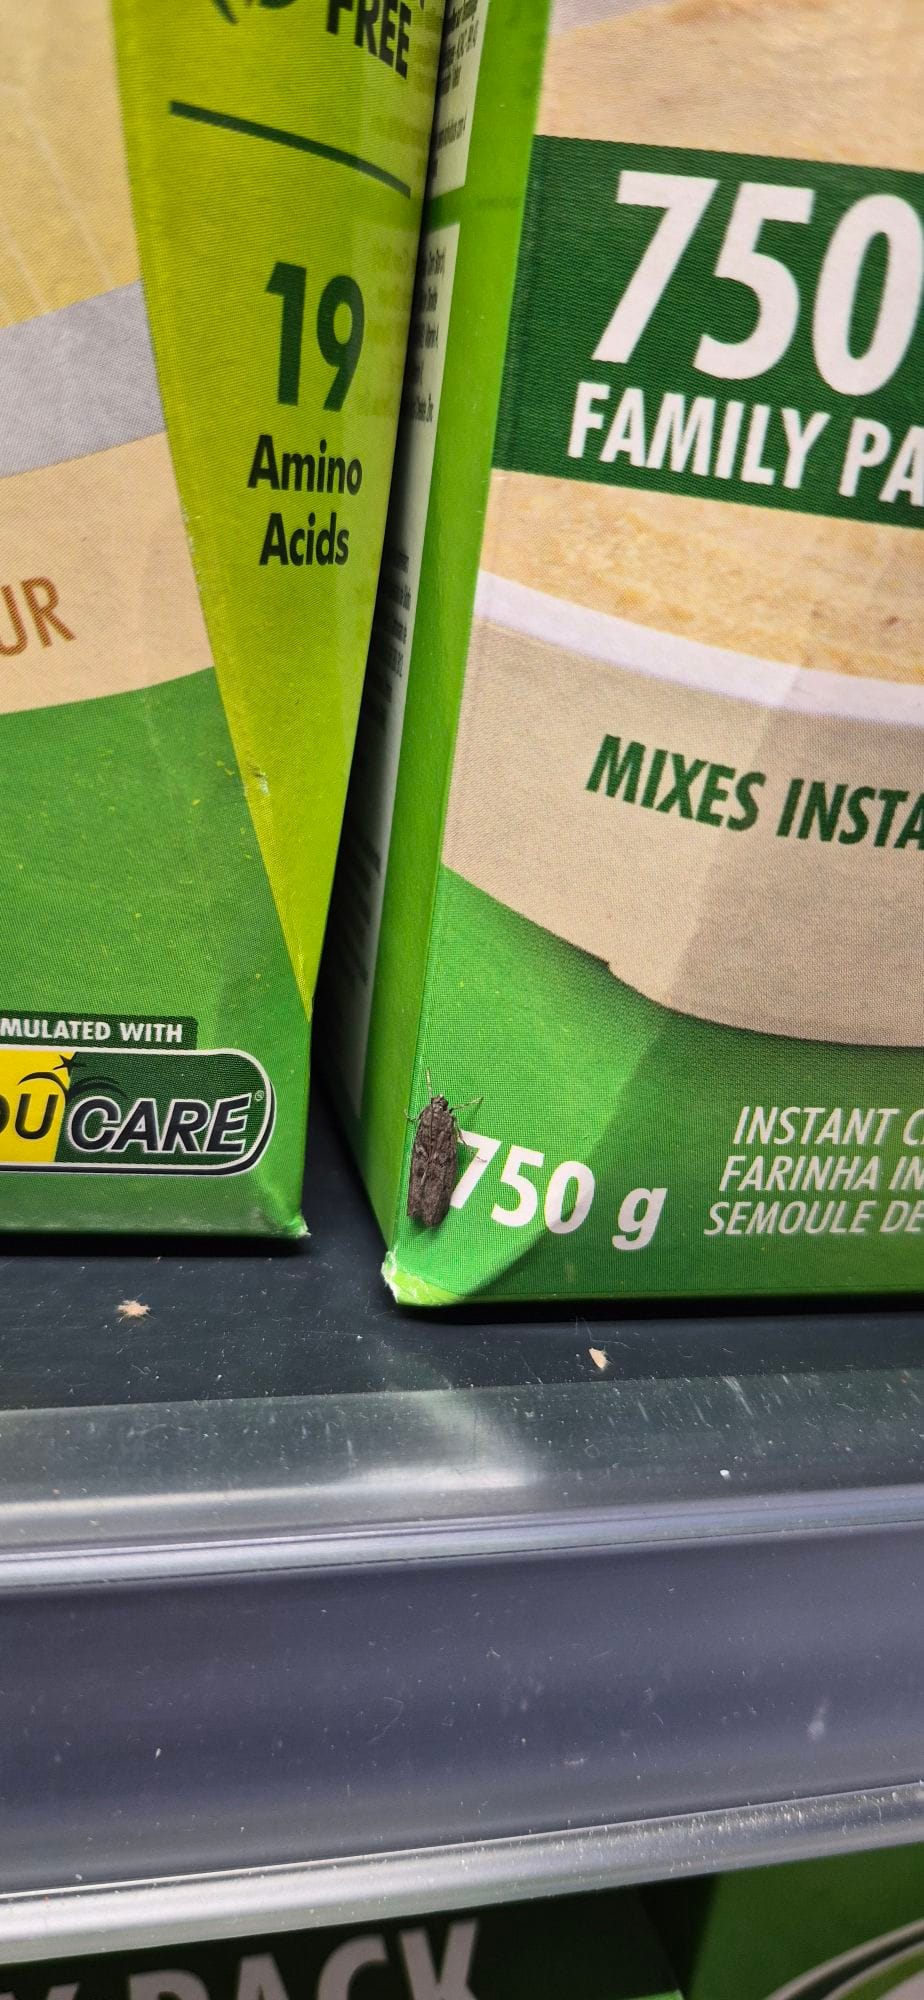 FREE
19
Amino
Acids
UR
MULATED WITH
DUCARE®
750
FAMILY PA
MIXES INSTA
750 g
INSTANT
FARINHA IN
SEMOULE DE
Y PACK